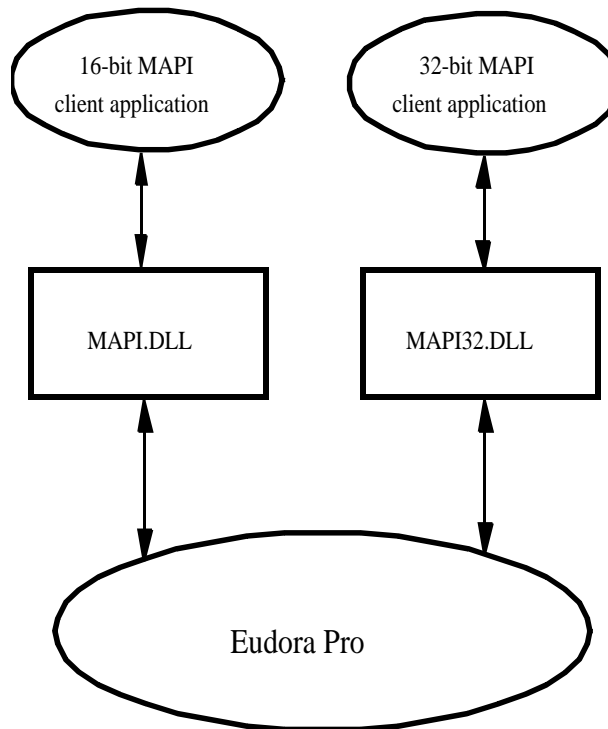 16-bit MAPI
client application
32-bit MAPI
client application
MAPI.DLL
MAPI32.DLL
Eudora Pro